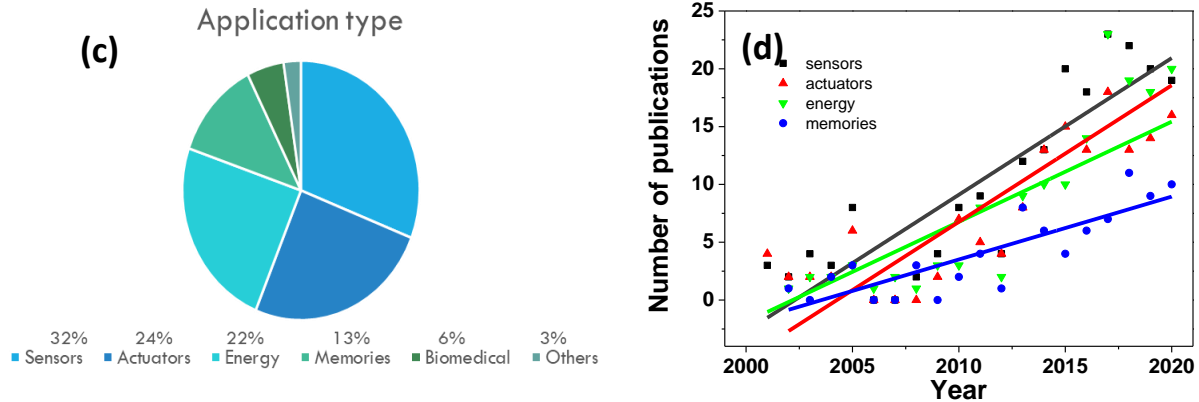 Application type
(c)
32% 24% 22% 13% 6% 3%
Sensors Actuators Energy Memories Biomedical Others
(d)
sensors
actuators
energy
memories
Number of publications
25
20
15
10
5
0
2000 2005 2010 2015 2020
Year